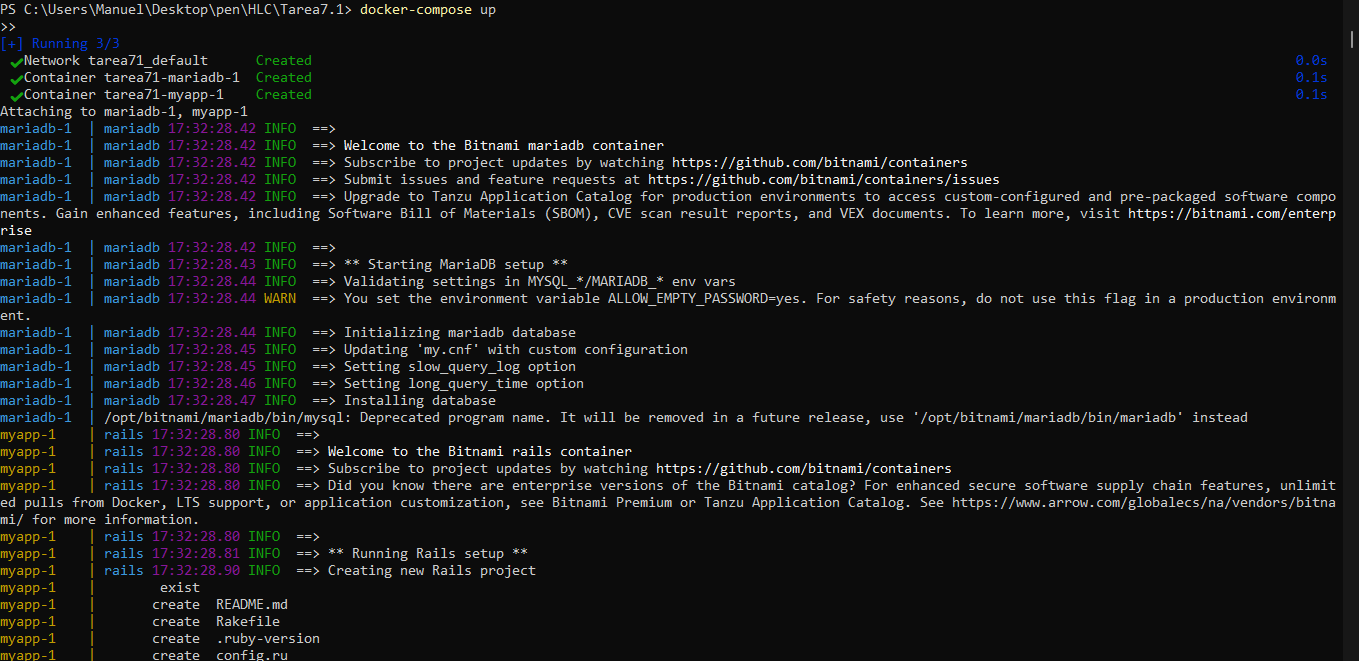 PS C:\Users\Manuel\Desktop\pen\HLC\Tarea7.1> docker-compose up
>>
[+] Running 3/3
✔Network tarea71_default      Created      0.0s
✔Container tarea71-mariadb-1  Created      0.1s
✔Container tarea71-myapp-1    Created      0.1s
Attaching to mariadb-1, myapp-1
mariadb-1  | mariadb 17:32:28.42 INFO  ==>
mariadb-1  | mariadb 17:32:28.42 INFO  ==> Welcome to the Bitnami mariadb container
mariadb-1  | mariadb 17:32:28.42 INFO  ==> Subscribe to project updates by watching https://github.com/bitnami/containers
mariadb-1  | mariadb 17:32:28.42 INFO  ==> Submit issues and feature requests at https://github.com/bitnami/containers/issues
mariadb-1  | mariadb 17:32:28.42 INFO  ==> Upgrade to Tanzu Application Catalog for production environments to access custom-configured and pre-packaged software compo
nents. Gain enhanced features, including Software Bill of Materials (SBOM), CVE scan result reports, and VEX documents. To learn more, visit https://bitnami.com/enterp
rise
mariadb-1  | mariadb 17:32:28.42 INFO  ==>
mariadb-1  | mariadb 17:32:28.43 INFO  ==> ** Starting MariaDB setup **
mariadb-1  | mariadb 17:32:28.44 INFO  ==> Validating settings in MYSQL_*/MARIADB_* env vars
mariadb-1  | mariadb 17:32:28.44 WARN  ==> You set the environment variable ALLOW_EMPTY_PASSWORD=yes. For safety reasons, do not use this flag in a production environm
ent.
mariadb-1  | mariadb 17:32:28.44 INFO  ==> Initializing mariadb database
mariadb-1  | mariadb 17:32:28.45 INFO  ==> Updating 'my.cnf' with custom configuration
mariadb-1  | mariadb 17:32:28.45 INFO  ==> Setting slow_query_log option
mariadb-1  | mariadb 17:32:28.46 INFO  ==> Setting long_query_time option
mariadb-1  | mariadb 17:32:28.47 INFO  ==> Installing database
mariadb-1  | /opt/bitnami/mariadb/bin/mysql: Deprecated program name. It will be removed in a future release, use '/opt/bitnami/mariadb/bin/mariadb' instead
myapp-1    | rails 17:32:28.80 INFO  ==>
myapp-1    | rails 17:32:28.80 INFO  ==> Welcome to the Bitnami rails container
myapp-1    | rails 17:32:28.80 INFO  ==> Subscribe to project updates by watching https://github.com/bitnami/containers
myapp-1    | rails 17:32:28.80 INFO  ==> Did you know there are enterprise versions of the Bitnami catalog? For enhanced secure software supply chain features, unlimit
ed pulls from Docker, LTS support, or application customization, see Bitnami Premium or Tanzu Application Catalog. See https://www.arrow.com/globalecs/na/vendors/bitna
mi/ for more information.
myapp-1    | rails 17:32:28.80 INFO  ==>
myapp-1    | rails 17:32:28.81 INFO  ==> ** Running Rails setup **
myapp-1    | rails 17:32:28.90 INFO  ==> Creating new Rails project
myapp-1    |        exist
myapp-1    |       create  README.md
myapp-1    |       create  Rakefile
myapp-1    |       create  .ruby-version
myapp-1    |       create  config.ru